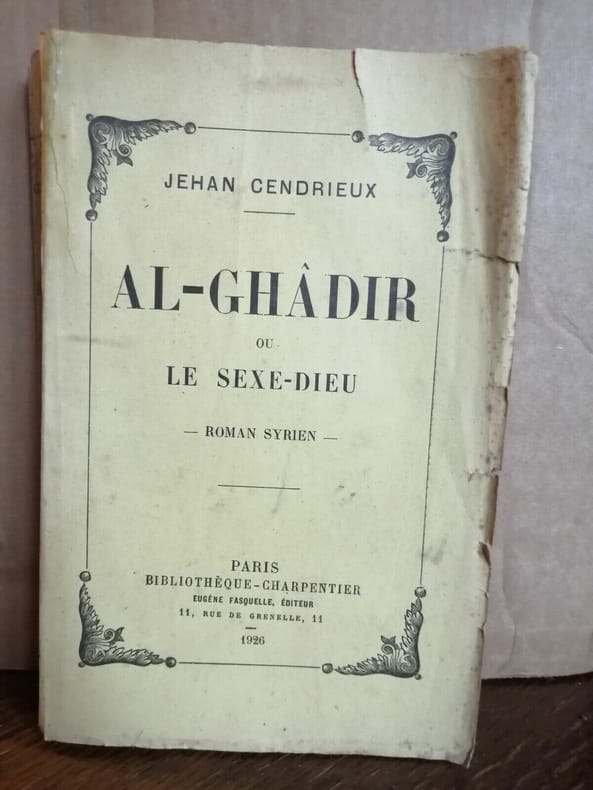 JEHAN CENDRIEUX
AL-GHÂDIR
OU
LE SEXE-DIEU
— ROMAN SYRIEN —
PARIS
BIBLIOTHÈQUE-CHARPENTIER
EUGÈNE FASQUELLE, ÉDITEUR
11, RUE DE GRENELLE, 11
1926